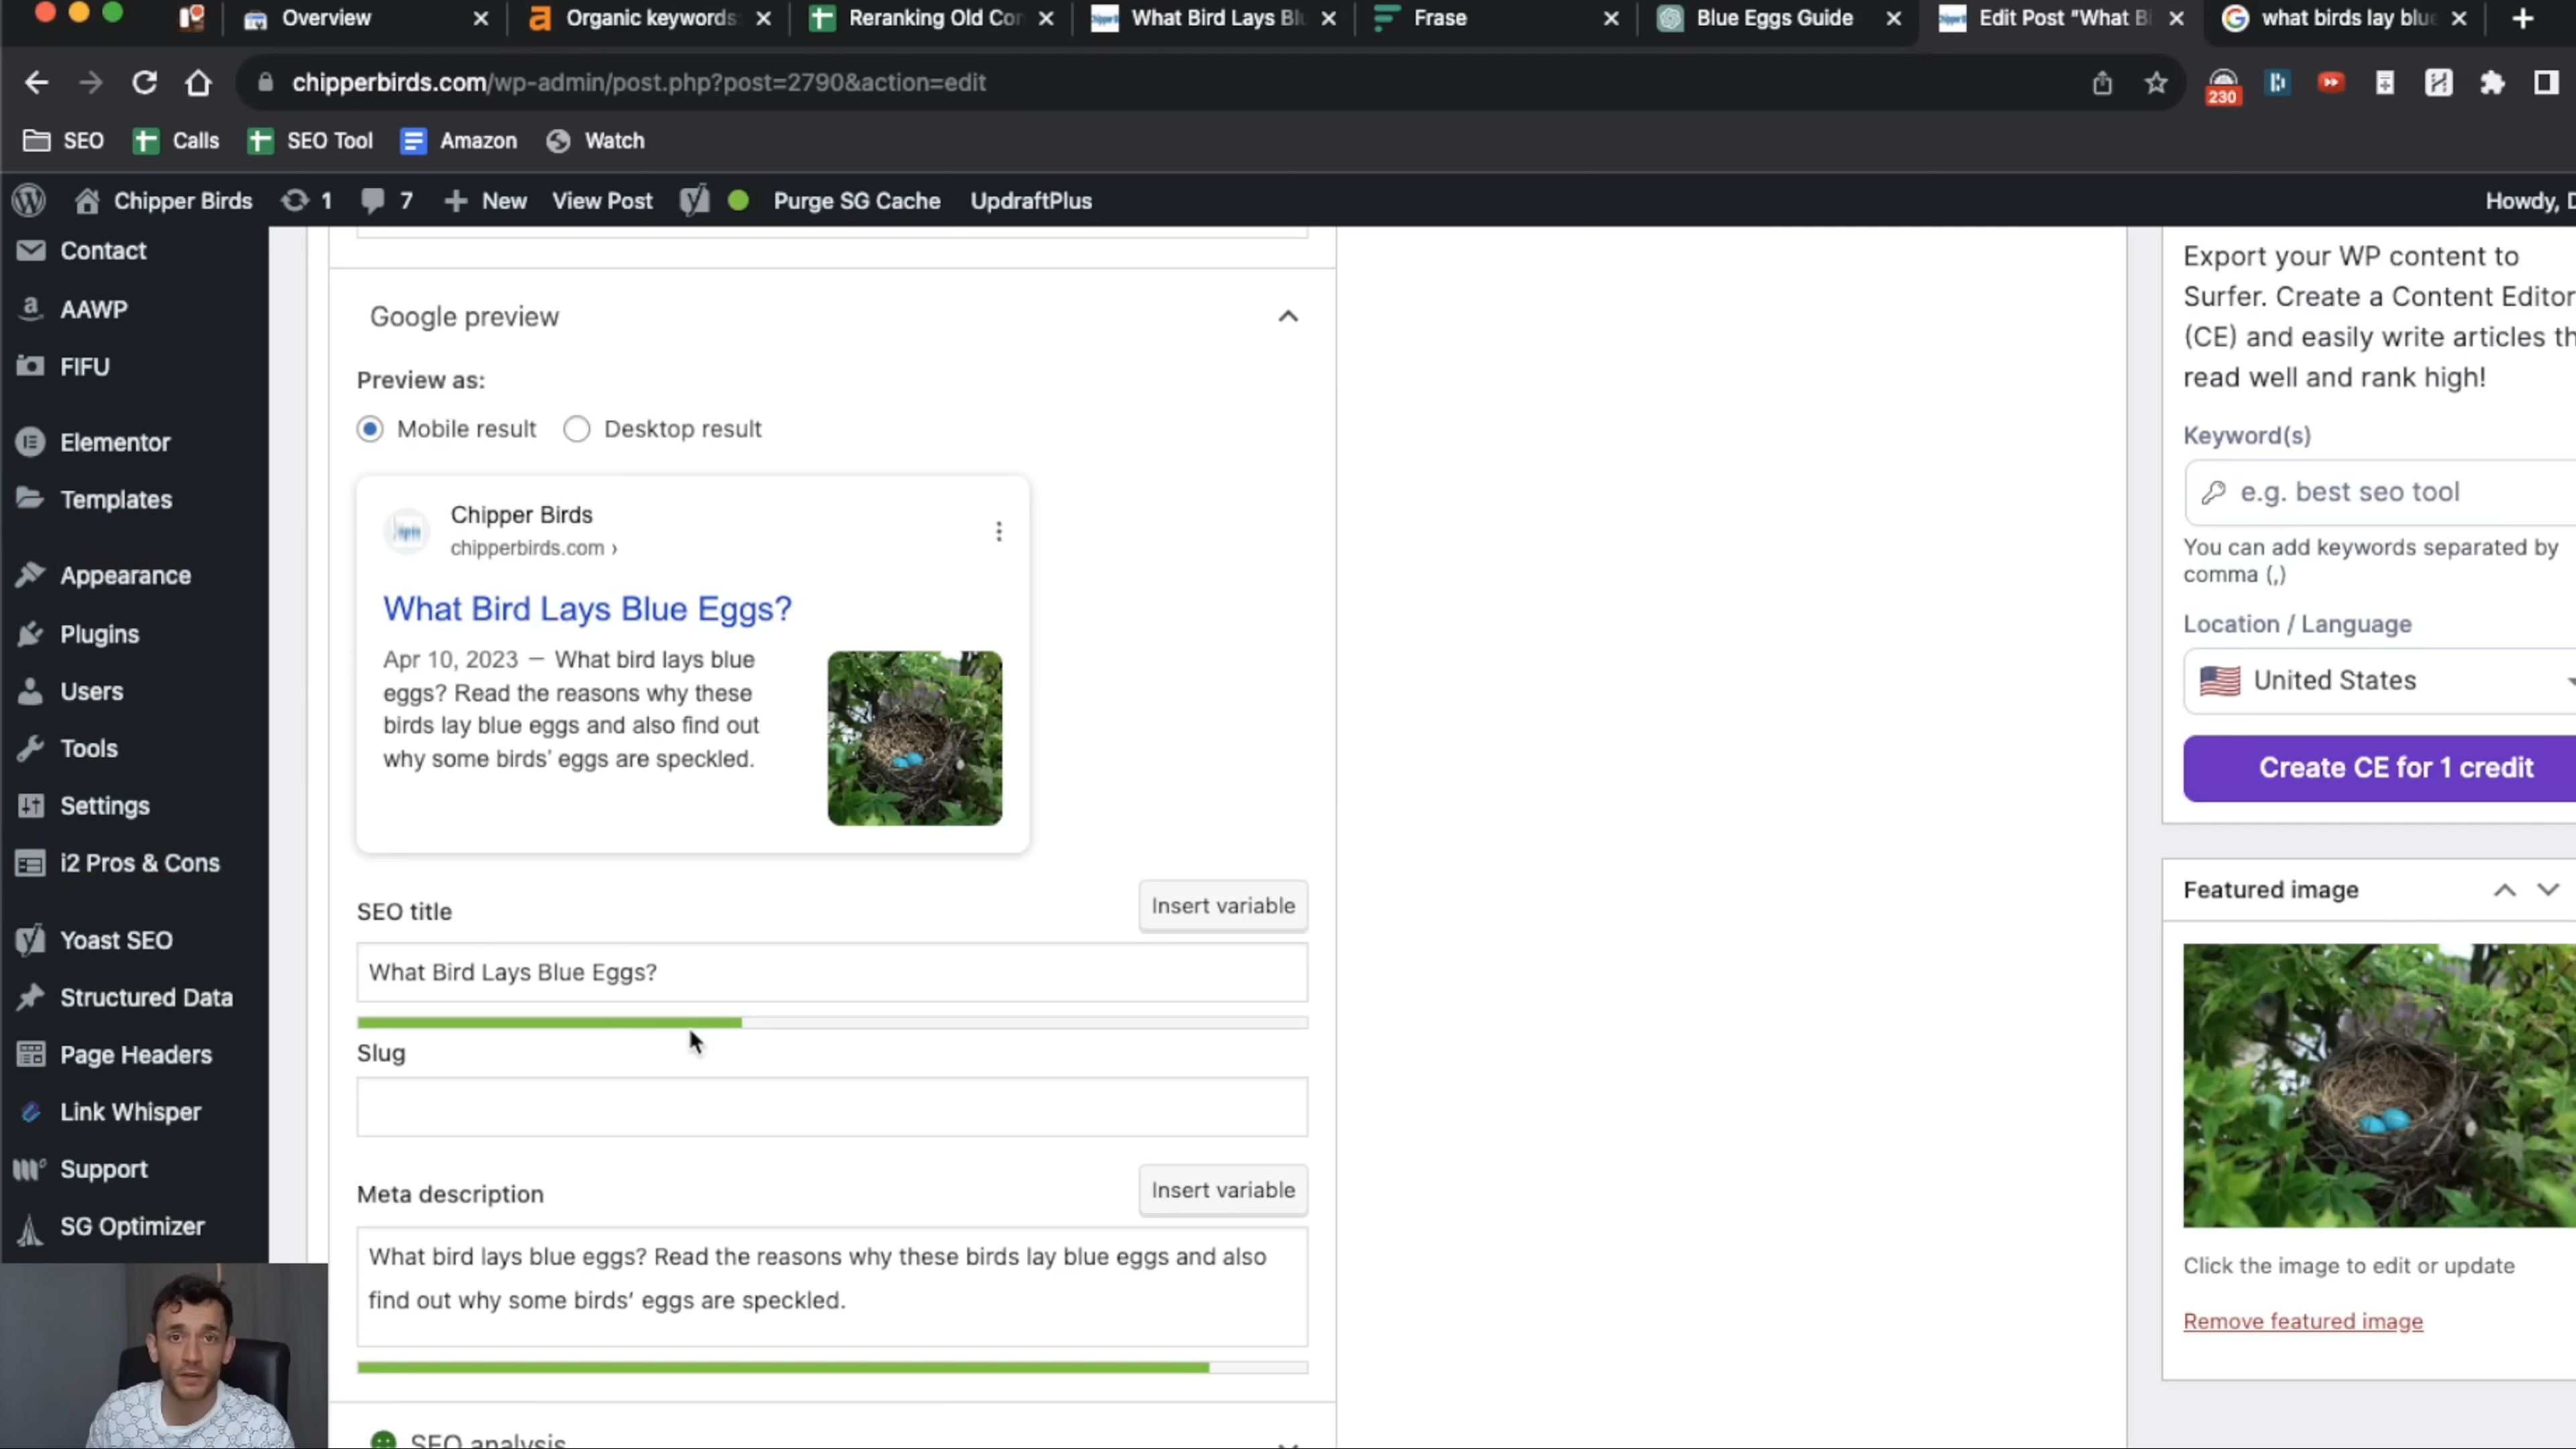 Overview
Organic keywords:
Reranking Old Con
What Bird Lays Bl
Frase
Blue Eggs Guide
Edit Post "What Bi
what birds lay blue
chipperbirds.com/wp-admin/post.php?post=2790&action=edit
230
SEO
Calls
SEO Tool
Amazon
Watch
Chipper Birds
1
7
New
View Post
Purge SG Cache
UpdraftPlus
Howdy, D
Contact
AAWP
FIFU
Elementor
Templates
Appearance
Plugins
Users
Tools
Settings
i2 Pros & Cons
Yoast SEO
Structured Data
Page Headers
Link Whisper
Support
SG Optimizer
Google preview
Preview as:
Mobile result
Desktop result
Chipper Birds
chipperbirds.com ›
What Bird Lays Blue Eggs?
Apr 10, 2023 — What bird lays blue
eggs? Read the reasons why these
birds lay blue eggs and also find out
why some birds' eggs are speckled.
SEO title
Insert variable
What Bird Lays Blue Eggs?
Slug
Meta description
Insert variable
What bird lays blue eggs? Read the reasons why these birds lay blue eggs and also
find out why some birds' eggs are speckled.
SEO analysis
Export your WP content to
Surfer. Create a Content Editor
(CE) and easily write articles th
read well and rank high!
Keyword(s)
e.g. best seo tool
You can add keywords separated by
comma (,)
Location / Language
United States
Create CE for 1 credit
Featured image
Click the image to edit or update
Remove featured image